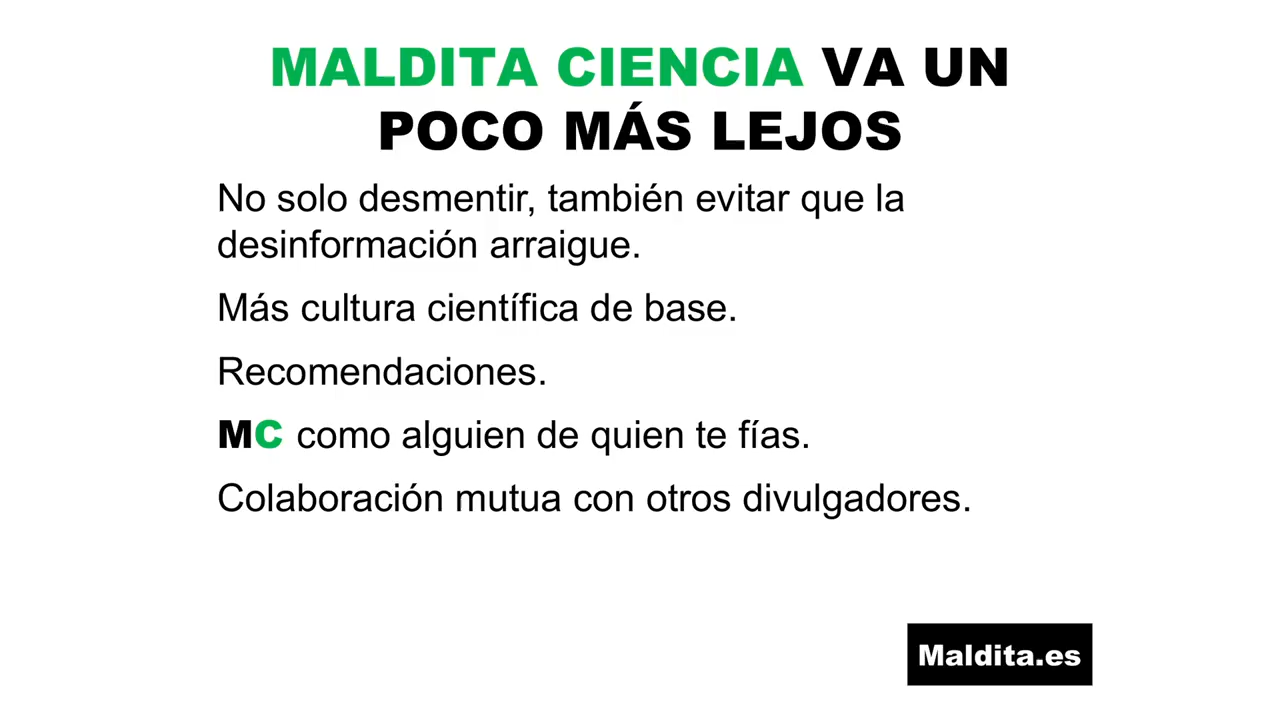 MALDITA CIENCIA VA UN
POCO MÁS LEJOS
No solo desmentir, también evitar que la
desinformación arraigue.
Más cultura científica de base.
Recomendaciones.
MC como alguien de quien te fías.
Colaboración mutua con otros divulgadores.
Maldita.es